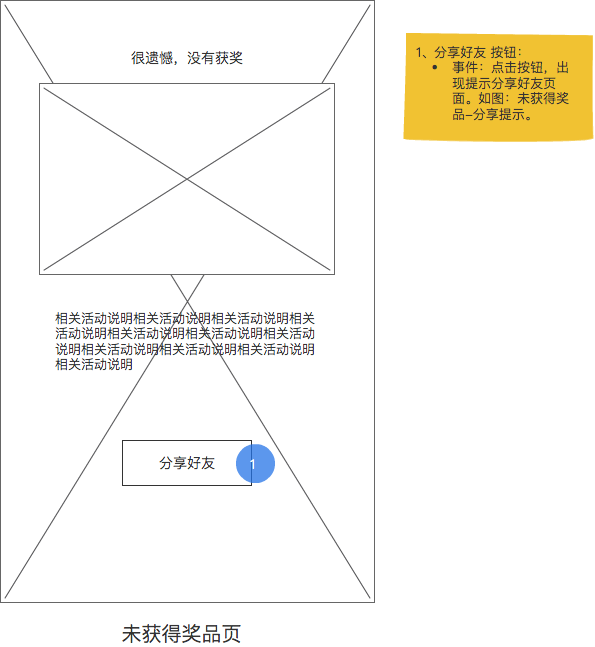 很遗憾，没有获奖
相关活动说明相关活动说明相关活动说明相关
活动说明相关活动说明相关活动说明相关活动
说明相关活动说明相关活动说明相关活动说明
相关活动说明
分享好友
1
未获得奖品页
1、分享好友 按钮：
• 事件：点击按钮，出
现提示分享好友页
面。如图：未获得奖
品–分享提示。